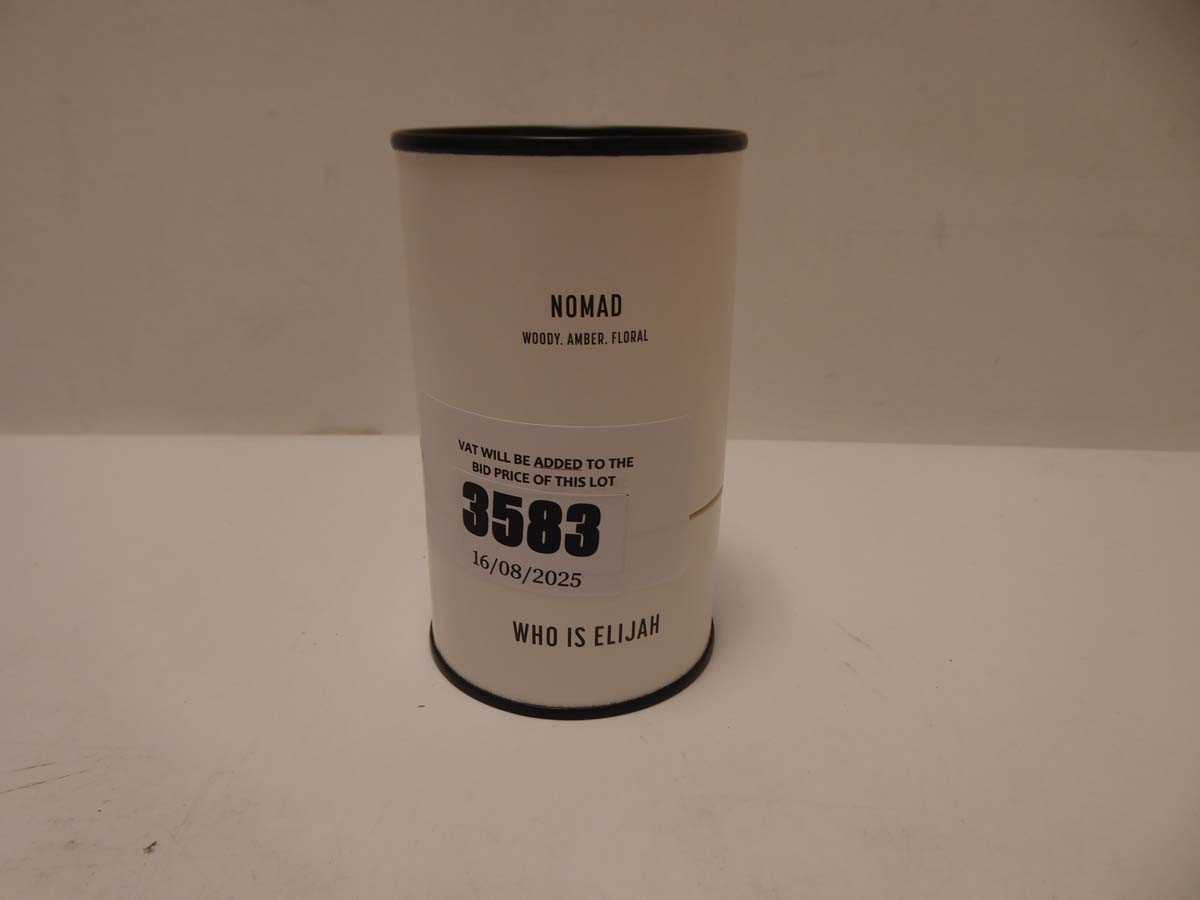 NOMAD
WOODY. AMBER. FLORAL
VAT WILL BE ADDED TO THE
BID PRICE OF THIS LOT
3583
16/08/2025
WHO IS ELIJAH